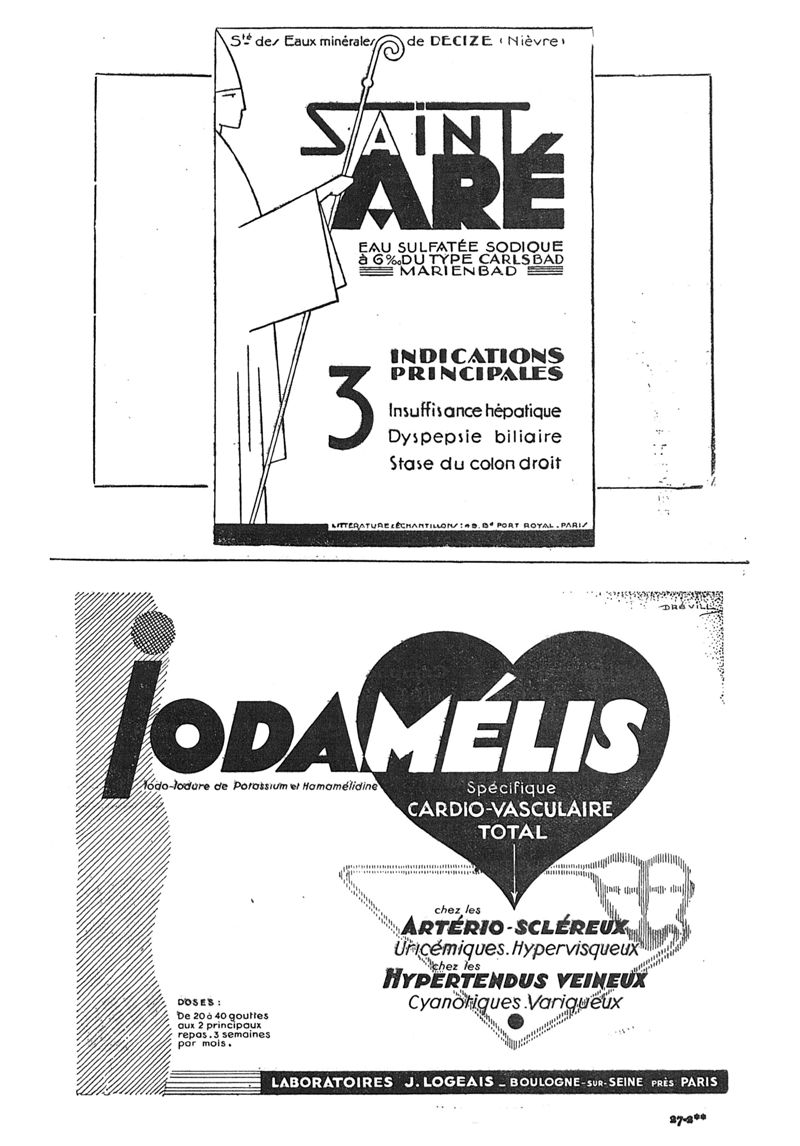 Sté des Eaux minérales de DECIZE (Nièvre)
SAINT
ARÉ
EAU SULFATÉE SODIQUE
à 6‰ DU TYPE CARLSBAD
MARIENBAD
3
INDICATIONS
PRINCIPALES
Insuffisance hépatique
Dyspepsie biliaire
Stase du colon droit
LITTÉRATURE & ÉCHANTILLONS : 49. Bd PORT ROYAL . PARIS
DRÉVILL
IODAMÉLIS
Iodo-Iodure de Potassium et Hamamélidine
Spécifique
CARDIO-VASCULAIRE
TOTAL
chez les
ARTÉRIO-SCLÉREUX
Uricémiques. Hypervisqueux
chez les
HYPERTENDUS VEINEUX
Cyanotiques. Variqueux
DOSES :
De 20 à 40 gouttes
aux 2 principaux
repas. 3 semaines
par mois.
LABORATOIRES J. LOGEAIS _ BOULOGNE-SUR-SEINE PRÈS PARIS
27-2**